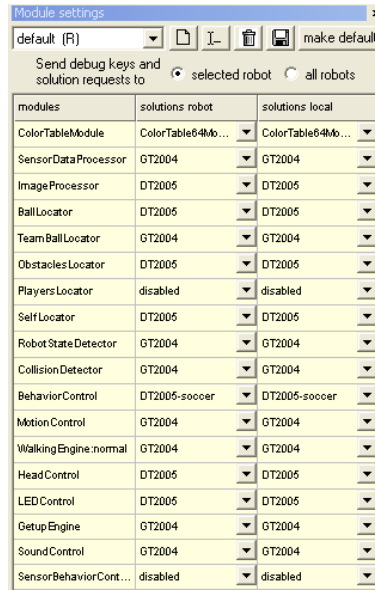 Module settings
default (R) make default
Send debug keys and
solution requests to selected robot all robots
modules solutions robot solutions local
ColorTableModule ColorTable64Mo... ColorTable64Mo...
SensorDataProcessor GT2004 GT2004
ImageProcessor DT2005 DT2005
BallLocator DT2005 DT2005
TeamBallLocator GT2004 GT2004
ObstaclesLocator DT2005 DT2005
PlayersLocator disabled disabled
SelfLocator DT2005 DT2005
RobotStateDetector GT2004 GT2004
CollisionDetector GT2004 GT2004
BehaviorControl DT2005-soccer DT2005-soccer
MotionControl GT2004 GT2004
WalkingEngine:normal GT2004 GT2004
HeadControl DT2005 DT2005
LEDControl DT2005 DT2005
GetupEngine GT2004 GT2004
SoundControl GT2004 GT2004
SensorBehaviorCont... disabled disabled